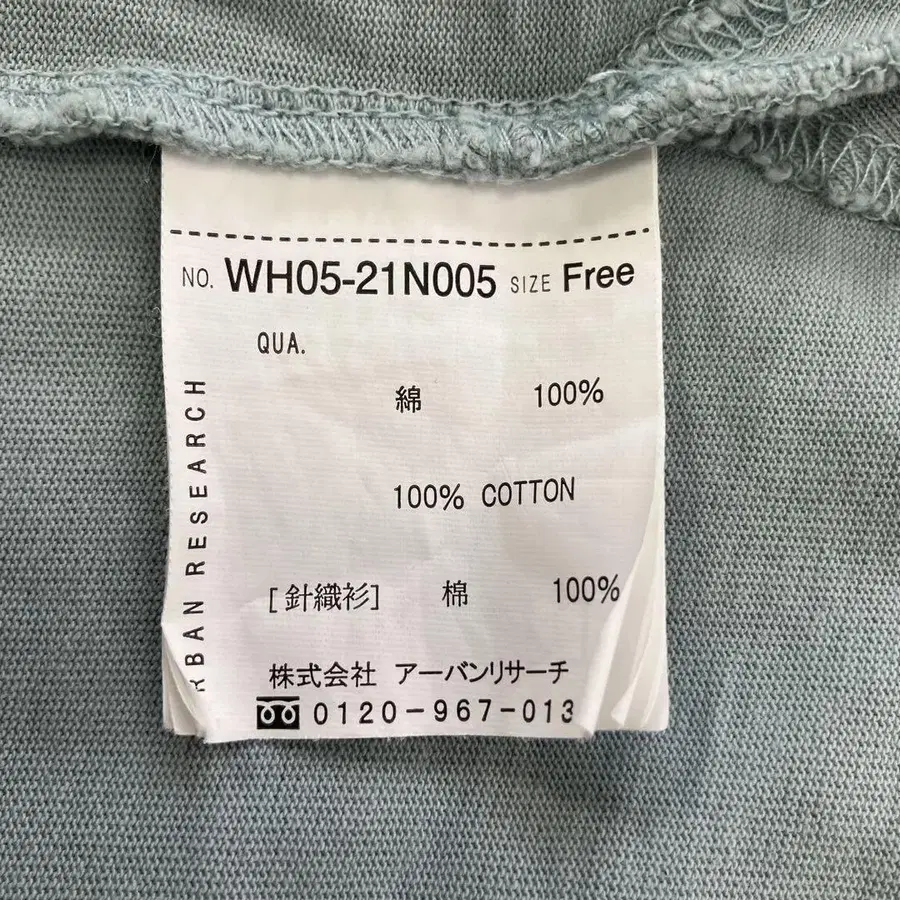 NO. WH05-21N005 SIZE Free
QUA.
綿 100%
100% COTTON
[針織衫] 棉 100%
株式会社 アーバンリサーチ
0120-967-013
RBAN RESEARCH